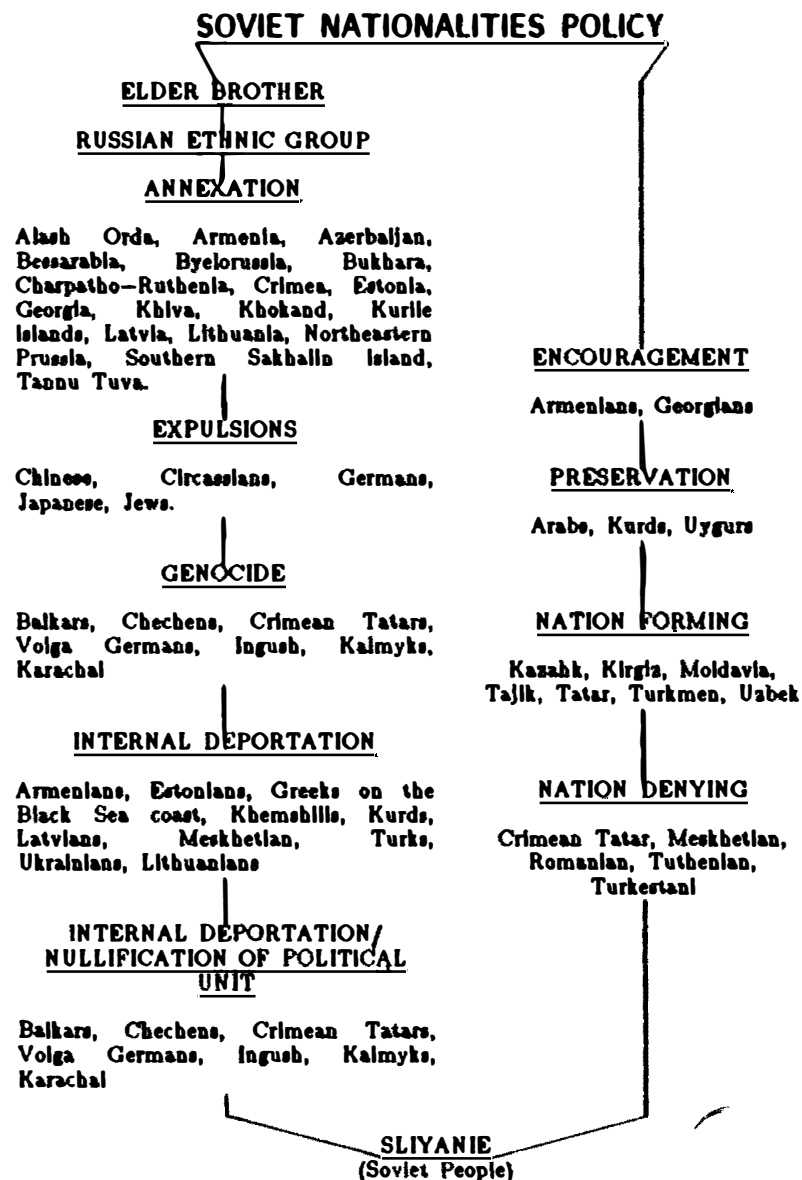 SOVIET NATIONALITIES POLICY
ELDER BROTHER
RUSSIAN ETHNIC GROUP
ANNEXATION
Alash Orda, Armenia, Azerbaijan,
Bessarabia, Byelorussia, Bukhara,
Charpatho-Ruthenia, Crimea, Estonia,
Georgia, Khiva, Khokand, Kurile
Islands, Latvia, Lithuania, Northeastern
Prussia, Southern Sakhalin Island,
Tannu Tuva.
EXPULSIONS
Chinese, Circassians, Germans,
Japanese, Jews.
GENOCIDE
Balkars, Chechens, Crimean Tatars,
Volga Germans, Ingush, Kalmyks,
Karachai
INTERNAL DEPORTATION
Armenians, Estonians, Greeks on the
Black Sea coast, Khemshills, Kurds,
Latvians, Meskhetian, Turks,
Ukrainians, Lithuanians
INTERNAL DEPORTATION/
NULLIFICATION OF POLITICAL
UNIT
Balkars, Chechens, Crimean Tatars,
Volga Germans, Ingush, Kalmyks,
Karachai
ENCOURAGEMENT
Armenians, Georgians
PRESERVATION
Arabs, Kurds, Uygurs
NATION FORMING
Kazahk, Kirgiz, Moldavia,
Tajik, Tatar, Turkmen, Uzbek
NATION DENYING
Crimean Tatar, Meskhetian,
Romanian, Tuthenian,
Turkestani
SLIYANIE
(Soviet People)